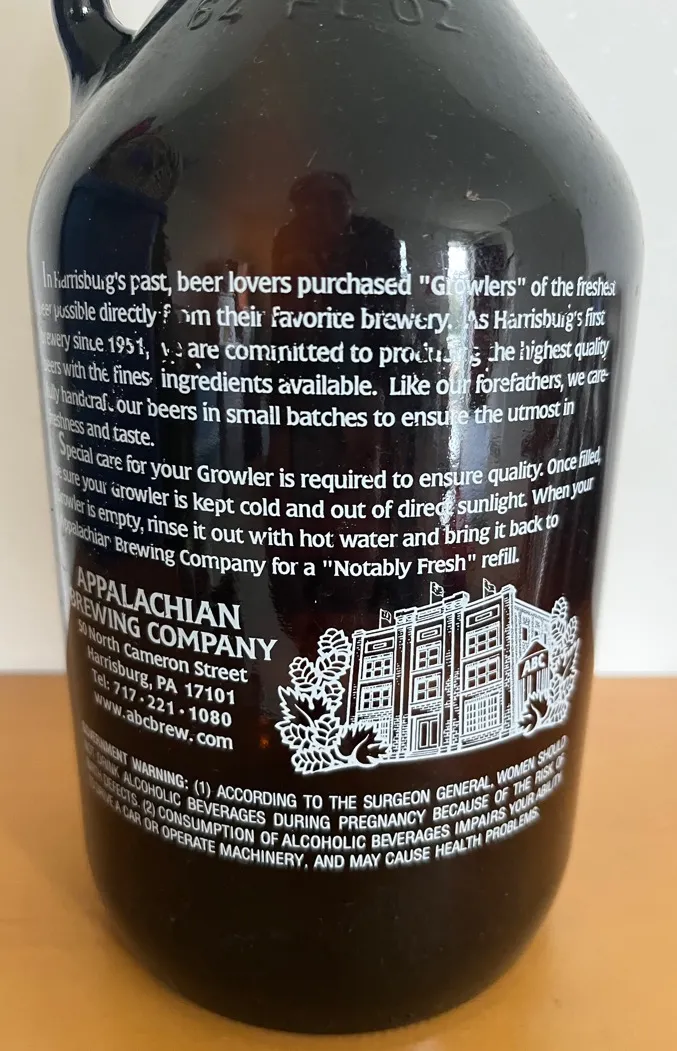 64 FL OZ
In Harrisburg's past, beer lovers purchased "Growlers" of the freshest
beer possible directly from their favorite brewery. As Harrisburg's first
brewery since 1951, we are committed to producing the highest quality
beers with the finest ingredients available. Like our forefathers, we care-
fully handcraft our beers in small batches to ensure the utmost in
freshness and taste.
Special care for your Growler is required to ensure quality. Once filled,
be sure your Growler is kept cold and out of direct sunlight. When your
Growler is empty, rinse it out with hot water and bring it back to
Appalachian Brewing Company for a "Notably Fresh" refill.
APPALACHIAN
BREWING COMPANY
50 North Cameron Street
Harrisburg, PA 17101
Tel: 717·221·1080
www.abcbrew.com
ABC
GOVERNMENT WARNING: (1) ACCORDING TO THE SURGEON GENERAL, WOMEN SHOULD
NOT DRINK ALCOHOLIC BEVERAGES DURING PREGNANCY BECAUSE OF THE RISK OF
BIRTH DEFECTS. (2) CONSUMPTION OF ALCOHOLIC BEVERAGES IMPAIRS YOUR ABILITY
TO DRIVE A CAR OR OPERATE MACHINERY, AND MAY CAUSE HEALTH PROBLEMS.